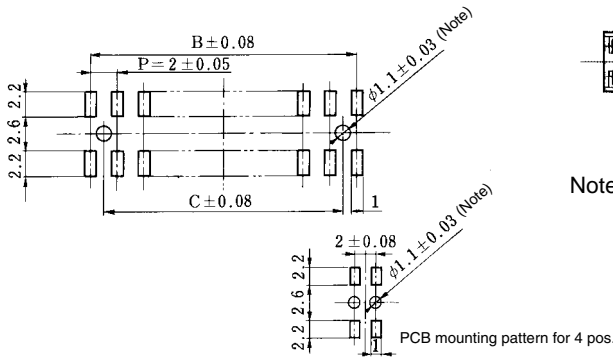 B±0.08
P=2±0.05
φ1.1±0.03 (Note)
2.2
2.6
2.2
C±0.08
1
Note
2±0.08
φ1.1±0.03 (Note)
2.2
2.6
2.2
1
PCB mounting pattern for 4 pos